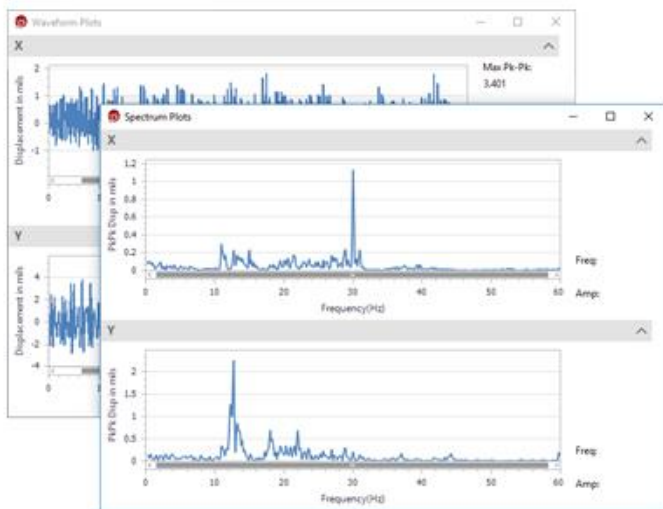 Waveform Plots
X
Max Pk-Pk:
3.401
Displacement in mils
2
1
0
-1
0
Y
Displacement in mils
4
2
0
-2
-4
0
Spectrum Plots
X
PkPk Disp in mils
1.2
1
0.8
0.6
0.4
0.2
0
0 10 20 30 40 50 60
Frequency(Hz)
Freq:
Amp:
Y
PkPk Disp in mils
2
1.5
1
0.5
0
0 10 20 30 40 50 60
Frequency(Hz)
Freq:
Amp: